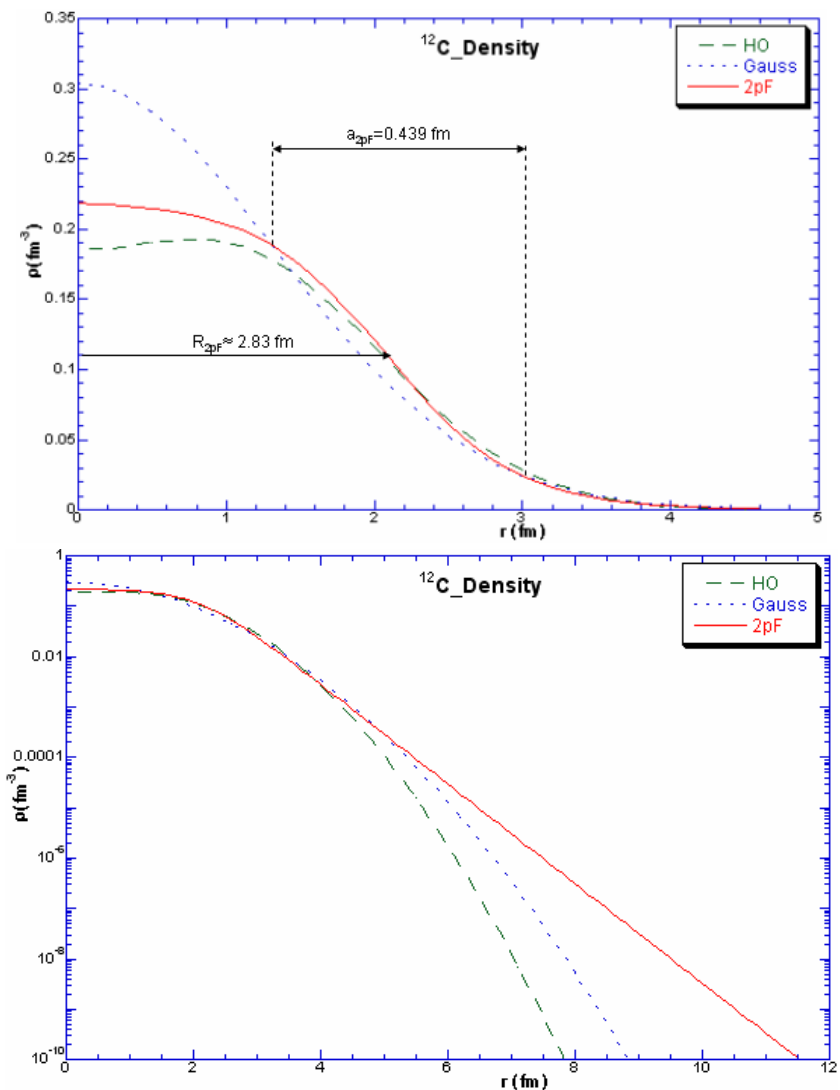 0.35
¹²C_Density
HO
Gauss
2pF
0.3
a₂pF=0.439 fm
0.25
0.2
ρ(fm⁻³)
0.15
R₂pF≈ 2.83 fm
0.1
0.05
0
0 1 2 3 4 5
r (fm)
1
¹²C_Density
HO
Gauss
2pF
0.01
0.0001
ρ(fm⁻³)
10⁻⁶
10⁻⁸
10⁻¹⁰
0 2 4 6 8 10 12
r (fm)